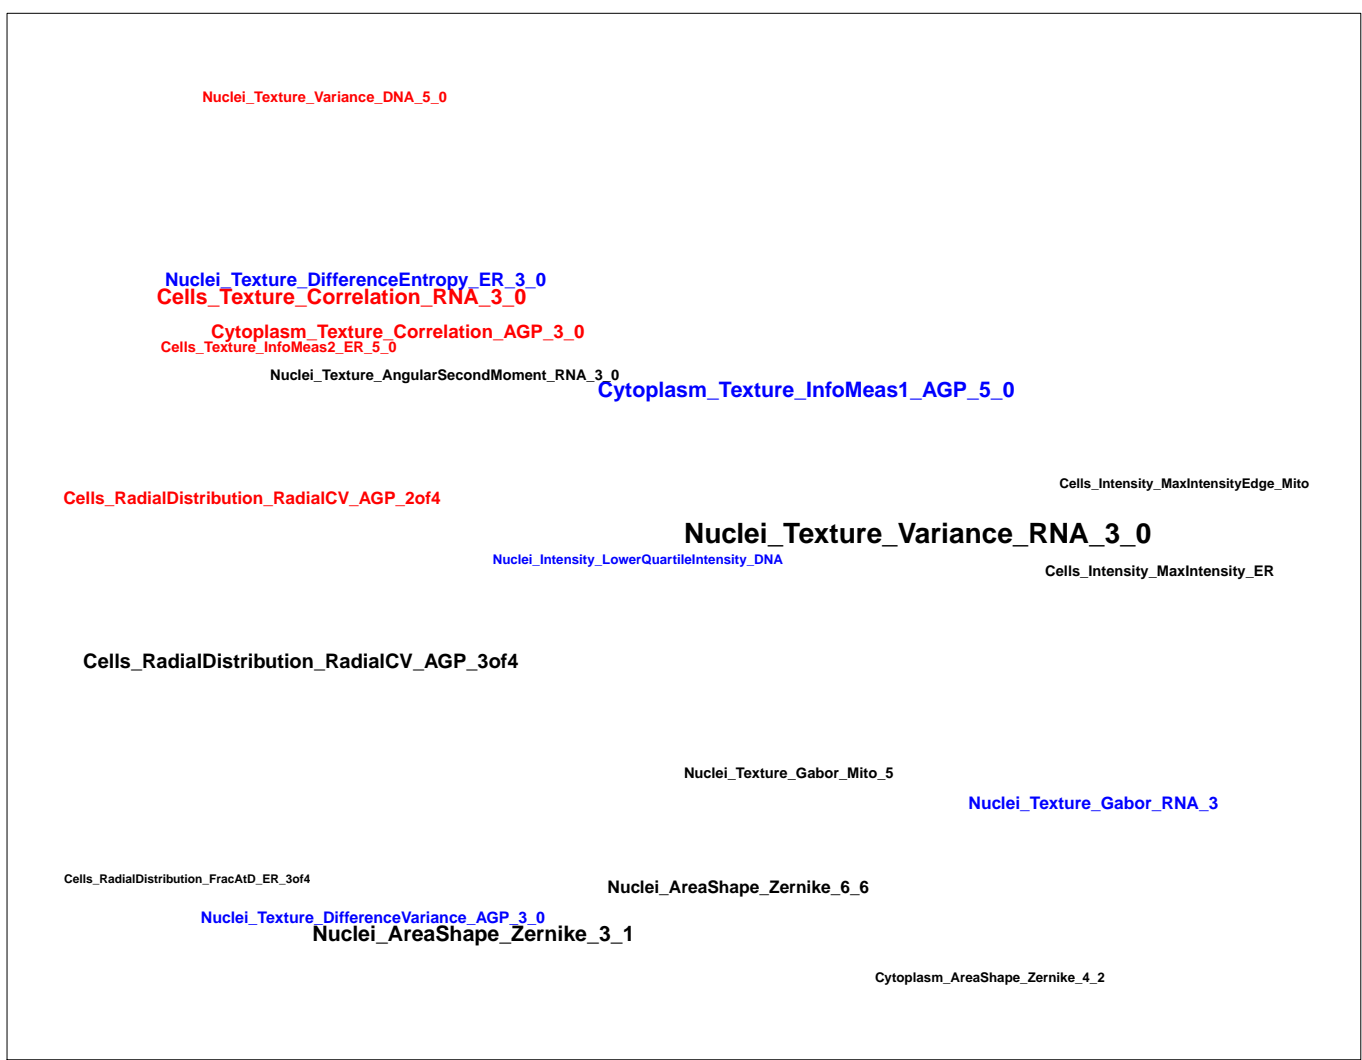 Nuclei_Texture_Variance_DNA_5_0
Nuclei_Texture_DifferenceEntropy_ER_3_0
Cells_Texture_Correlation_RNA_3_0
Cytoplasm_Texture_Correlation_AGP_3_0
Cells_Texture_InfoMeas2_ER_5_0
Nuclei_Texture_AngularSecondMoment_RNA_3_0
Cytoplasm_Texture_InfoMeas1_AGP_5_0
Cells_Intensity_MaxIntensityEdge_Mito
Cells_RadialDistribution_RadialCV_AGP_2of4
Nuclei_Texture_Variance_RNA_3_0
Nuclei_Intensity_LowerQuartileIntensity_DNA
Cells_Intensity_MaxIntensity_ER
Cells_RadialDistribution_RadialCV_AGP_3of4
Nuclei_Texture_Gabor_Mito_5
Nuclei_Texture_Gabor_RNA_3
Cells_RadialDistribution_FracAtD_ER_3of4
Nuclei_AreaShape_Zernike_6_6
Nuclei_Texture_DifferenceVariance_AGP_3_0
Nuclei_AreaShape_Zernike_3_1
Cytoplasm_AreaShape_Zernike_4_2